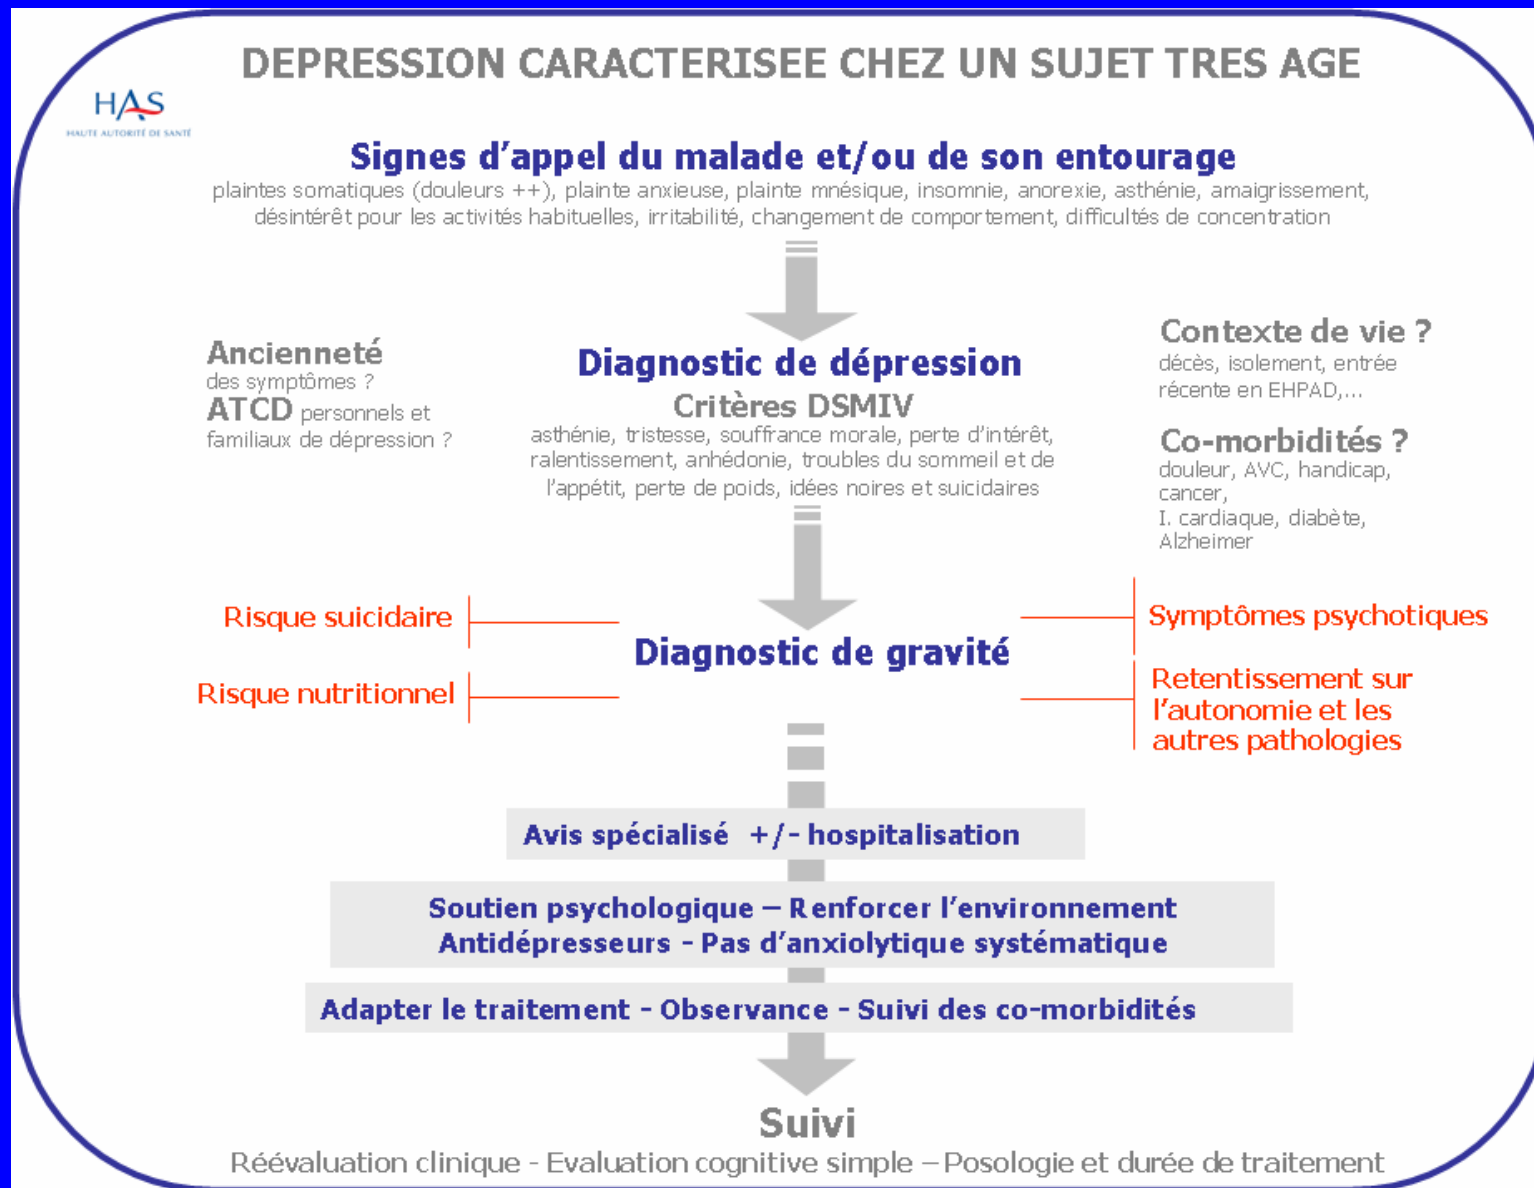 DEPRESSION CARACTERISEE CHEZ UN SUJET TRES AGE
HAS
HAUTE AUTORITÉ DE SANTÉ
Signes d'appel du malade et/ou de son entourage
plaintes somatiques (douleurs ++), plainte anxieuse, plainte mnésique, insomnie, anorexie, asthénie, amaigrissement,
désintérêt pour les activités habituelles, irritabilité, changement de comportement, difficultés de concentration
Ancienneté
des symptômes ?
ATCD personnels et
familiaux de dépression ?
Diagnostic de dépression
Critères DSMIV
asthénie, tristesse, souffrance morale, perte d'intérêt,
ralentissement, anhédonie, troubles du sommeil et de
l'appétit, perte de poids, idées noires et suicidaires
Contexte de vie ?
décès, isolement, entrée
récente en EHPAD,...
Co-morbidités ?
douleur, AVC, handicap,
cancer,
I. cardiaque, diabète,
Alzheimer
Risque suicidaire
Risque nutritionnel
Diagnostic de gravité
Symptômes psychotiques
Retentissement sur
l'autonomie et les
autres pathologies
Avis spécialisé +/- hospitalisation
Soutien psychologique – Renforcer l'environnement
Antidépresseurs - Pas d'anxiolytique systématique
Adapter le traitement - Observance - Suivi des co-morbidités
Suivi
Réévaluation clinique - Evaluation cognitive simple – Posologie et durée de traitement